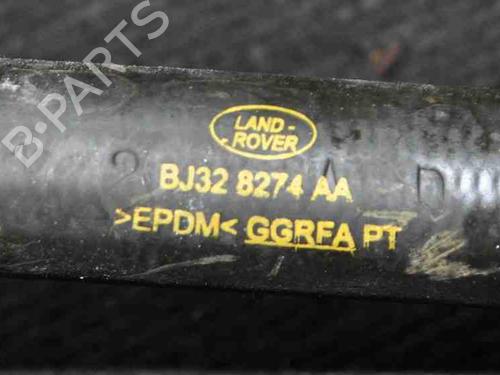 B-PARTS
LAND-
ROVER
BJ32 8274 AA
>EPDM< GGRFA PT